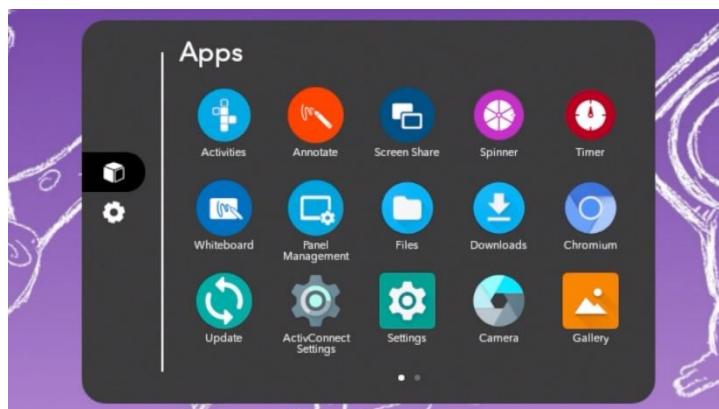 Apps
Activities
Annotate
Screen Share
Spinner
Timer
Whiteboard
Panel
Management
Files
Downloads
Chromium
Update
ActivConnect
Settings
Settings
Camera
Gallery